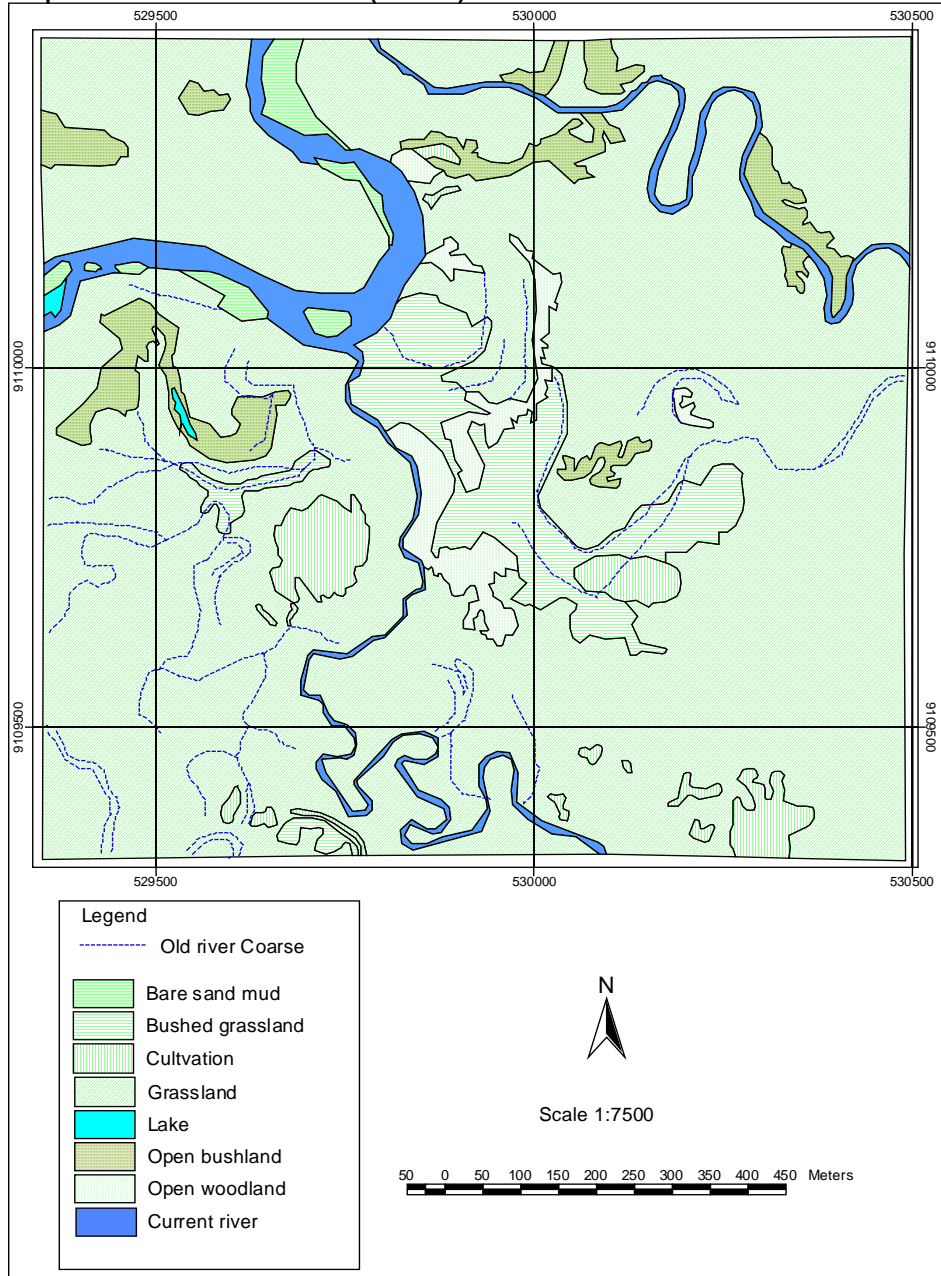 529500 530000 530500
9110000 9110000
9109500 9109500
529500 530000 530500
Legend
Old river Coarse
Bare sand mud
Bushed grassland
Cultvation
Grassland
Lake
Open bushland
Open woodland
Current river
N
Scale 1:7500
50 0 50 100 150 200 250 300 350 400 450 Meters